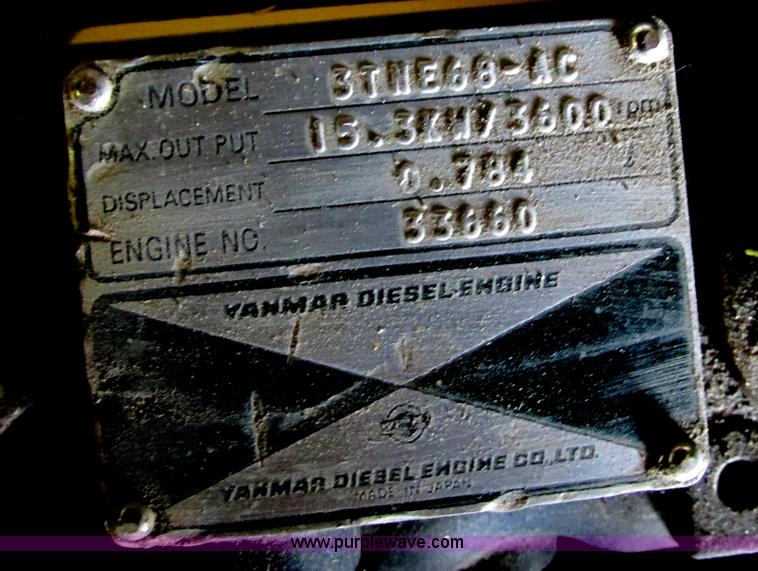 MODEL 3TNE68-AC
MAX.OUT PUT 15.3KW/3600 rpm
DISPLACEMENT 0.784 ℓ
ENGINE NO. 33660
YANMAR DIESEL ENGINE
YANMAR DIESEL ENGINE CO.,LTD.
MADE IN JAPAN
www.purplewave.com